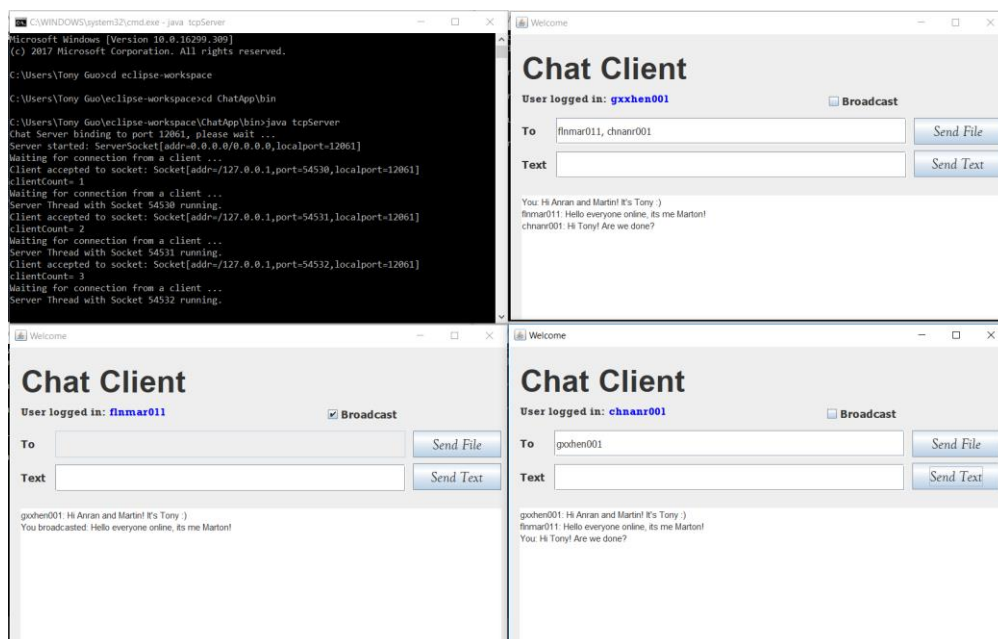 C:\WINDOWS\system32\cmd.exe - java tcpServer
Microsoft Windows [Version 10.0.16299.309]
(c) 2017 Microsoft Corporation. All rights reserved.
C:\Users\Tony Guo>cd eclipse-workspace
C:\Users\Tony Guo\eclipse-workspace>cd ChatApp\bin
C:\Users\Tony Guo\eclipse-workspace\ChatApp\bin>java tcpServer
Chat Server binding to port 12061, please wait ...
Server started: ServerSocket[addr=0.0.0.0/0.0.0.0,localport=12061]
Waiting for connection from a client ...
Client accepted to socket: Socket[addr=/127.0.0.1,port=54530,localport=12061]
clientCount= 1
Waiting for connection from a client ...
Server Thread with Socket 54530 running.
Client accepted to socket: Socket[addr=/127.0.0.1,port=54531,localport=12061]
clientCount= 2
Waiting for connection from a client ...
Server Thread with Socket 54531 running.
Client accepted to socket: Socket[addr=/127.0.0.1,port=54532,localport=12061]
clientCount= 3
Waiting for connection from a client ...
Server Thread with Socket 54532 running.
Welcome
Chat Client
User logged in: gxxhen001 Broadcast
To flnmar011, chnanr001 Send File
Text Send Text
You: Hi Anran and Martin! It's Tony :)
flnmar011: Hello everyone online, its me Marton!
chnanr001: Hi Tony! Are we done?
Welcome
Chat Client
User logged in: flnmar011 Broadcast
To Send File
Text Send Text
gxxhen001: Hi Anran and Martin! It's Tony :)
You broadcasted: Hello everyone online, its me Marton!
Welcome
Chat Client
User logged in: chnanr001 Broadcast
To gxxhen001 Send File
Text Send Text
gxxhen001: Hi Anran and Martin! It's Tony :)
flnmar011: Hello everyone online, its me Marton!
You: Hi Tony! Are we done?